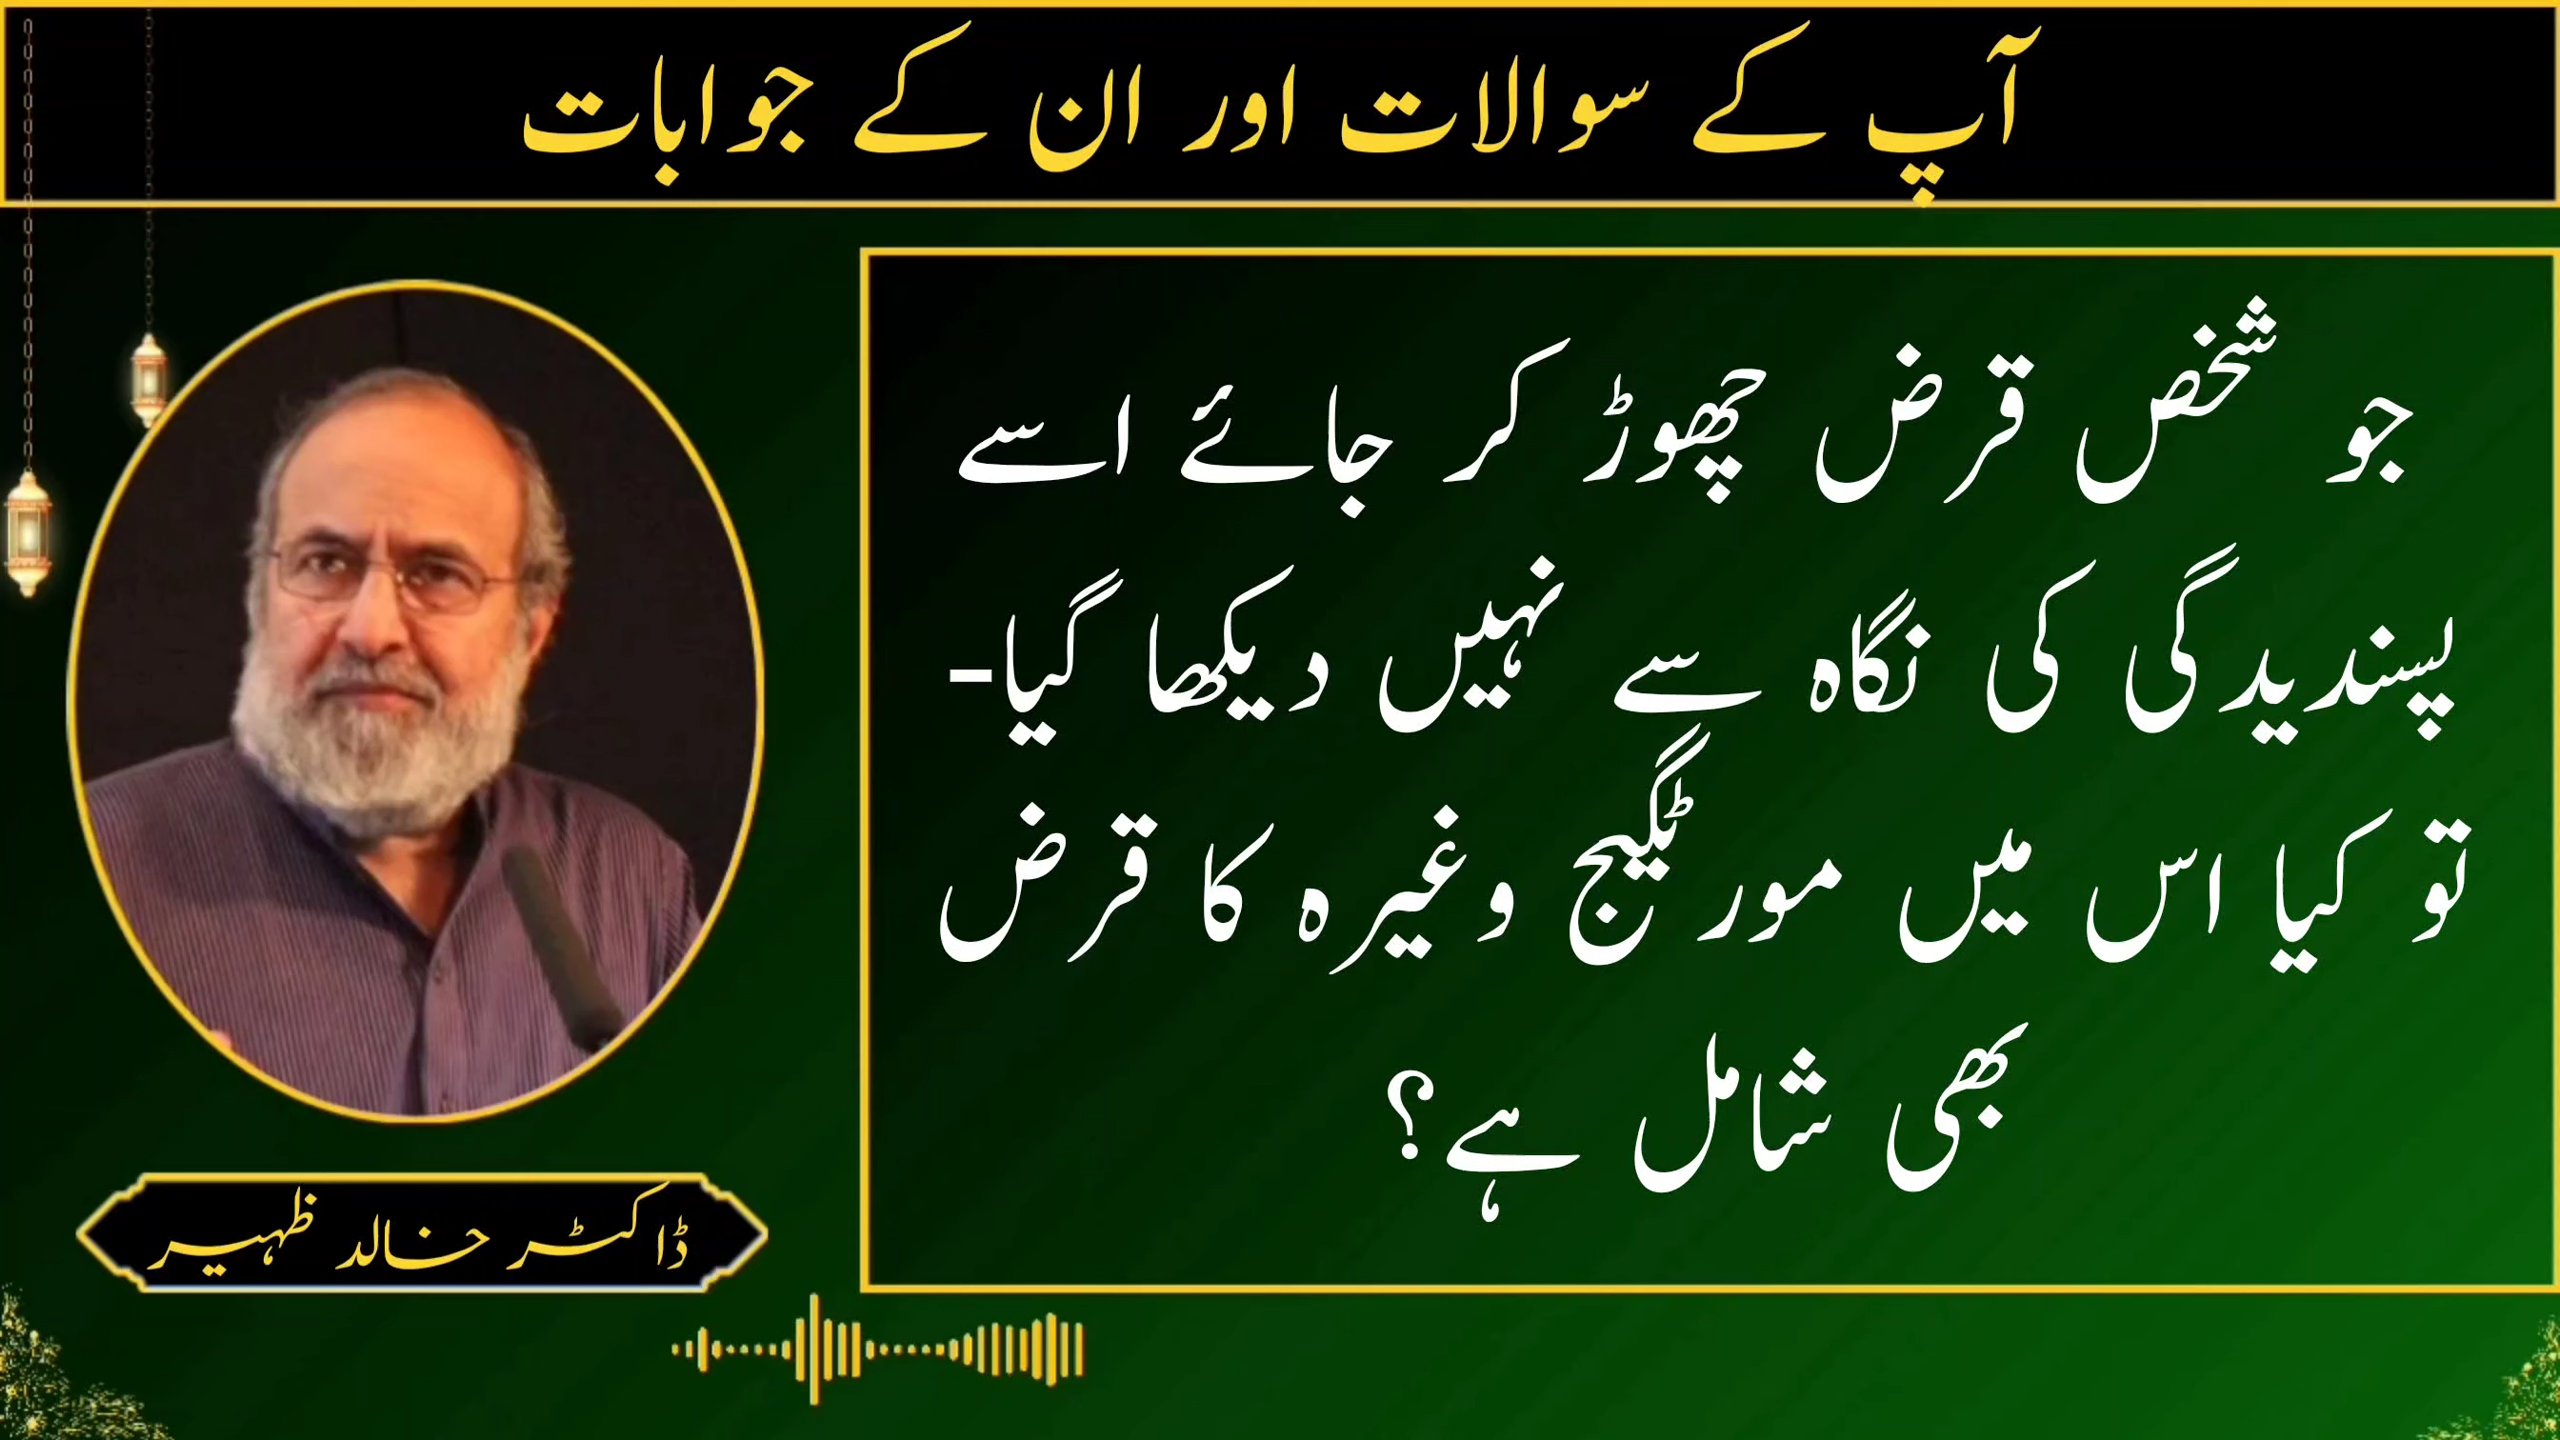 آپ کے سوالات اور ان کے جوابات
جو شخص قرض چھوڑ کر جائے اسے
پسندیدگی کی نگاہ سے نہیں دیکھا گیا-
تو کیا اس میں مورٹگیج وغیرہ کا قرض
بھی شامل ہے؟
ڈاکٹر خالد ظہیر